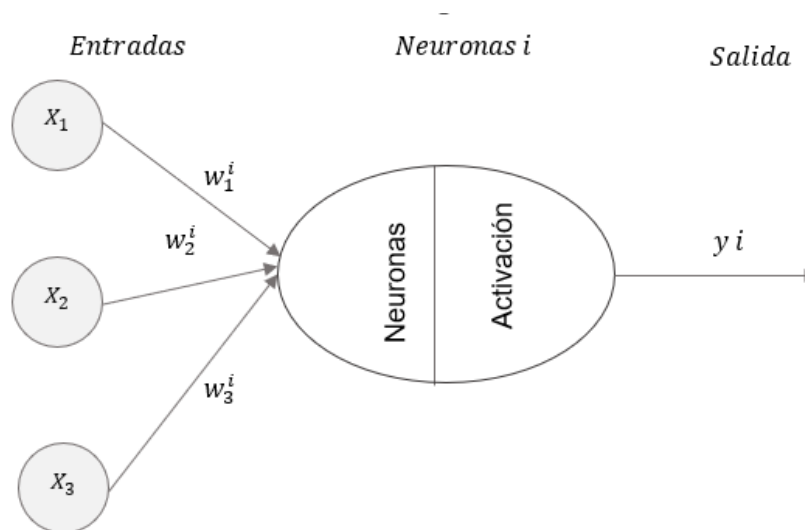 Entradas
Neuronas i
Salida
X₁
w₁ⁱ
w₂ⁱ
X₂
w₃ⁱ
X₃
Neuronas
Activación
y i